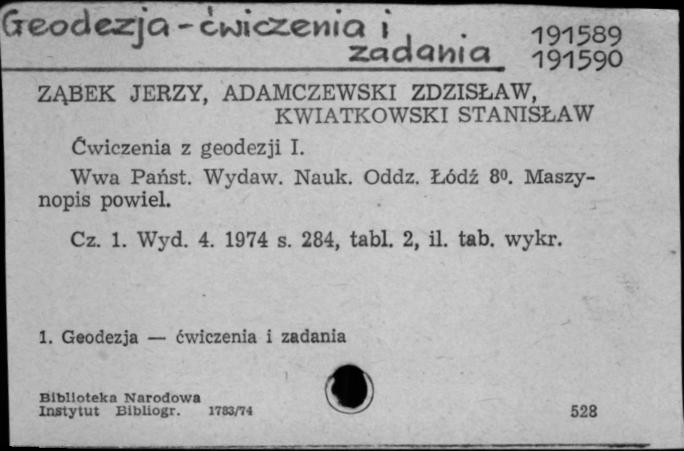 Geodezja - ćwiczenia i
zadania
191589
191590
ZĄBEK JERZY, ADAMCZEWSKI ZDZISŁAW,
KWIATKOWSKI STANISŁAW
Ćwiczenia z geodezji I.
Wwa Państ. Wydaw. Nauk. Oddz. Łódź 8⁰. Maszy-
nopis powiel.
Cz. 1. Wyd. 4. 1974 s. 284, tabl. 2, il. tab. wykr.
1. Geodezja — ćwiczenia i zadania
Biblioteka Narodowa
Instytut Bibliogr. 1783/74
528